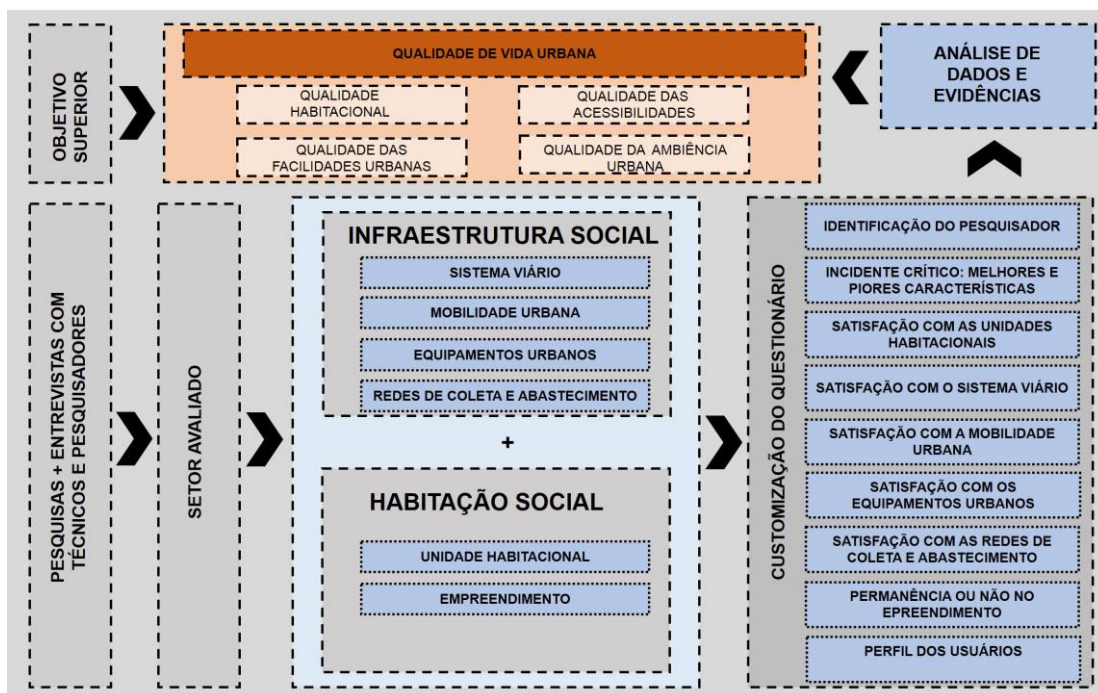 OBJETIVO
SUPERIOR
QUALIDADE DE VIDA URBANA
QUALIDADE
HABITACIONAL
QUALIDADE DAS
ACESSIBILIDADES
QUALIDADE DAS
FACILIDADES URBANAS
QUALIDADE DA AMBIÊNCIA
URBANA
ANÁLISE DE
DADOS E
EVIDÊNCIAS
PESQUISAS + ENTREVISTAS COM
TÉCNICOS E PESQUISADORES
SETOR AVALIADO
INFRAESTRUTURA SOCIAL
SISTEMA VIÁRIO
MOBILIDADE URBANA
EQUIPAMENTOS URBANOS
REDES DE COLETA E ABASTECIMENTO
+
HABITAÇÃO SOCIAL
UNIDADE HABITACIONAL
EMPREENDIMENTO
CUSTOMIZAÇÃO DO QUESTIONÁRIO
IDENTIFICAÇÃO DO PESQUISADOR
INCIDENTE CRÍTICO: MELHORES E
PIORES CARACTERÍSTICAS
SATISFAÇÃO COM AS UNIDADES
HABITACIONAIS
SATISFAÇÃO COM O SISTEMA VIÁRIO
SATISFAÇÃO COM A MOBILIDADE
URBANA
SATISFAÇÃO COM OS
EQUIPAMENTOS URBANOS
SATISFAÇÃO COM AS REDES DE
COLETA E ABASTECIMENTO
PERMANÊNCIA OU NÃO NO
EPREENDIMENTO
PERFIL DOS USUÁRIOS